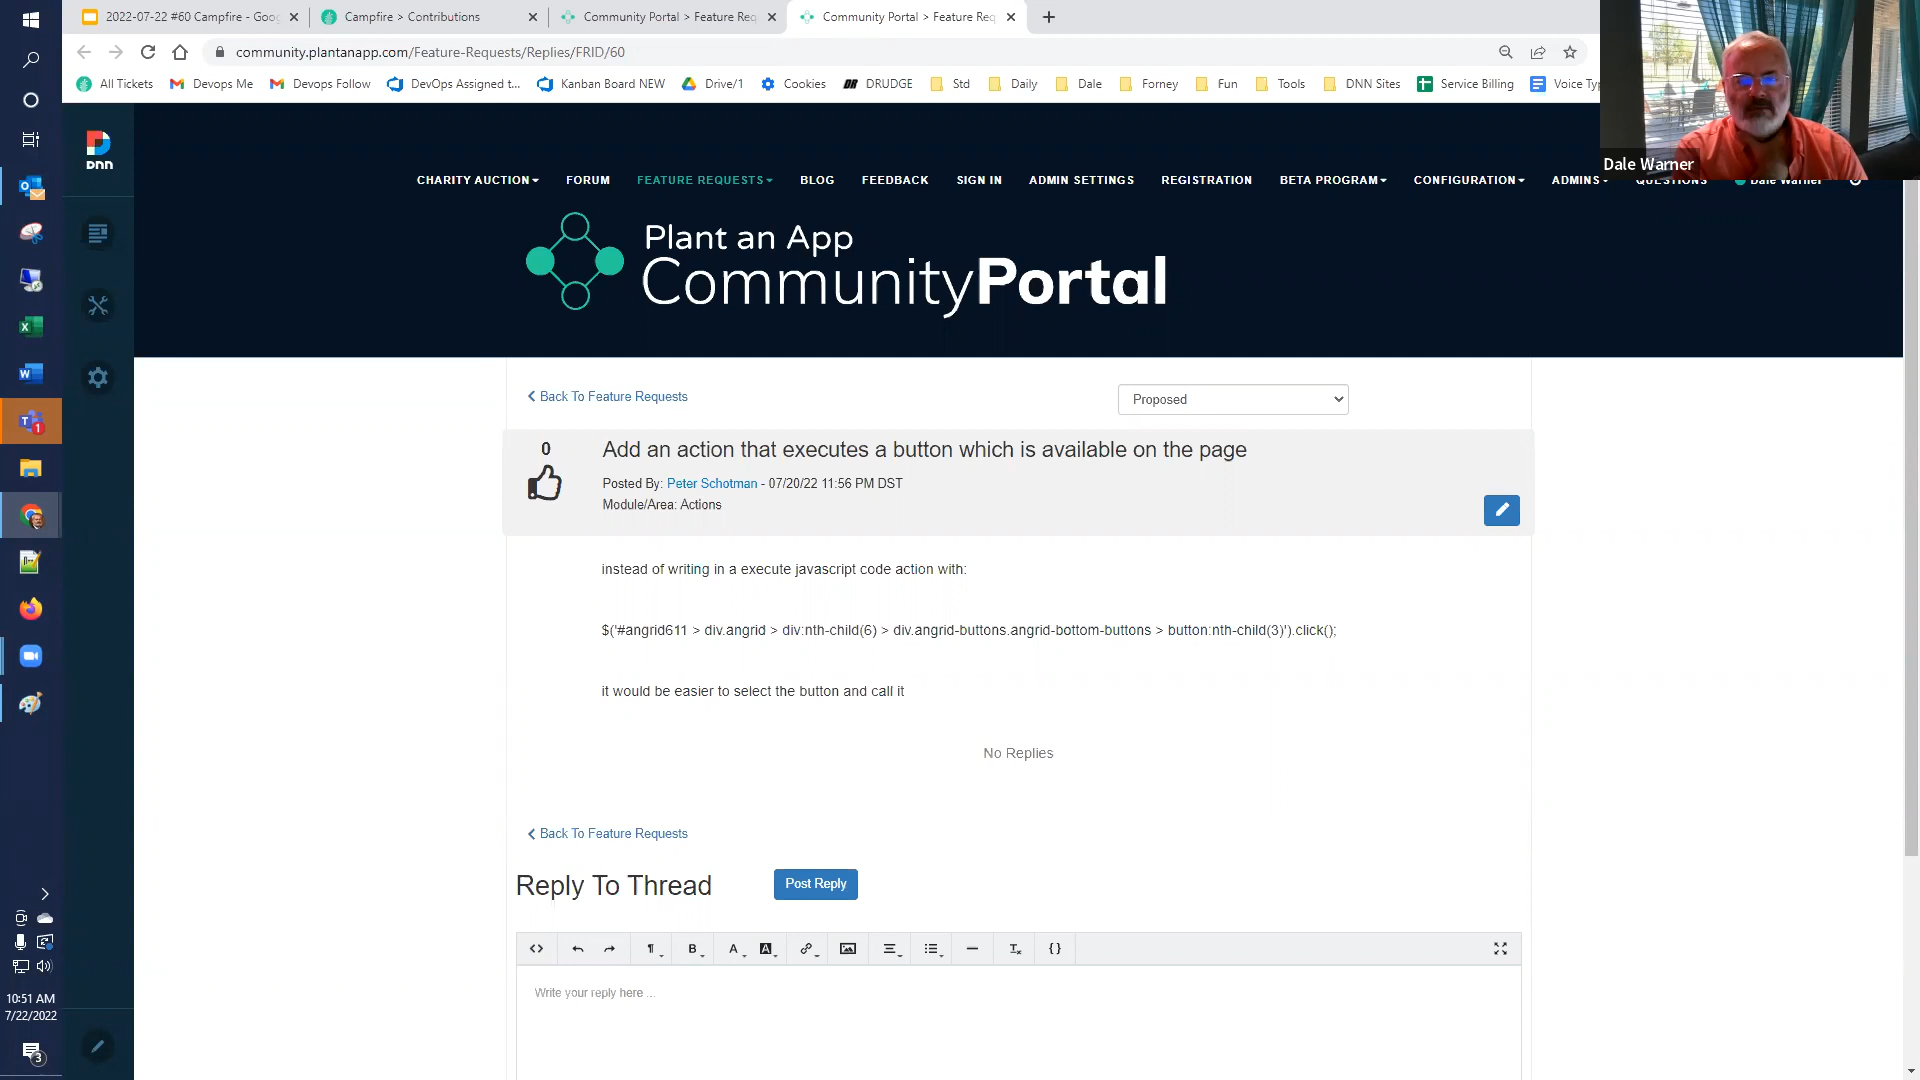 2022-07-22 #60 Campfire - Goog
Campfire > Contributions
Community Portal > Feature Req
Community Portal > Feature Req
community.plantanapp.com/Feature-Requests/Replies/FRID/60
All Tickets
Devops Me
Devops Follow
DevOps Assigned t...
Kanban Board NEW
Drive/1
Cookies
DRUDGE
Std
Daily
Dale
Forney
Fun
Tools
DNN Sites
Service Billing
Voice Typ
Dale Warner
DNN
CHARITY AUCTION
FORUM
FEATURE REQUESTS
BLOG
FEEDBACK
SIGN IN
ADMIN SETTINGS
REGISTRATION
BETA PROGRAM
CONFIGURATION
ADMINS
QUESTIONS
Dale Warner
Plant an App
CommunityPortal
Back To Feature Requests
Proposed
0
Add an action that executes a button which is available on the page
Posted By: Peter Schotman - 07/20/22 11:56 PM DST
Module/Area: Actions
instead of writing in a execute javascript code action with:
$('#angrid611 > div.angrid > div:nth-child(6) > div.angrid-buttons.angrid-bottom-buttons > button:nth-child(3)').click();
it would be easier to select the button and call it
No Replies
Back To Feature Requests
Reply To Thread
Post Reply
Write your reply here ...
10:51 AM
7/22/2022
3